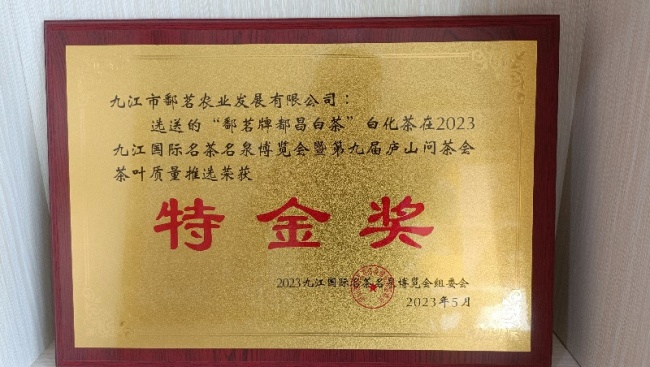 九江市鄱茗农业发展有限公司：
选送的“鄱茗牌都昌白茶”白化茶在2023
九江国际名茶名泉博览会暨第九届庐山问茶会
茶叶质量推选荣获
特金奖
2023九江国际名茶名泉博览会组委会
2023年5月